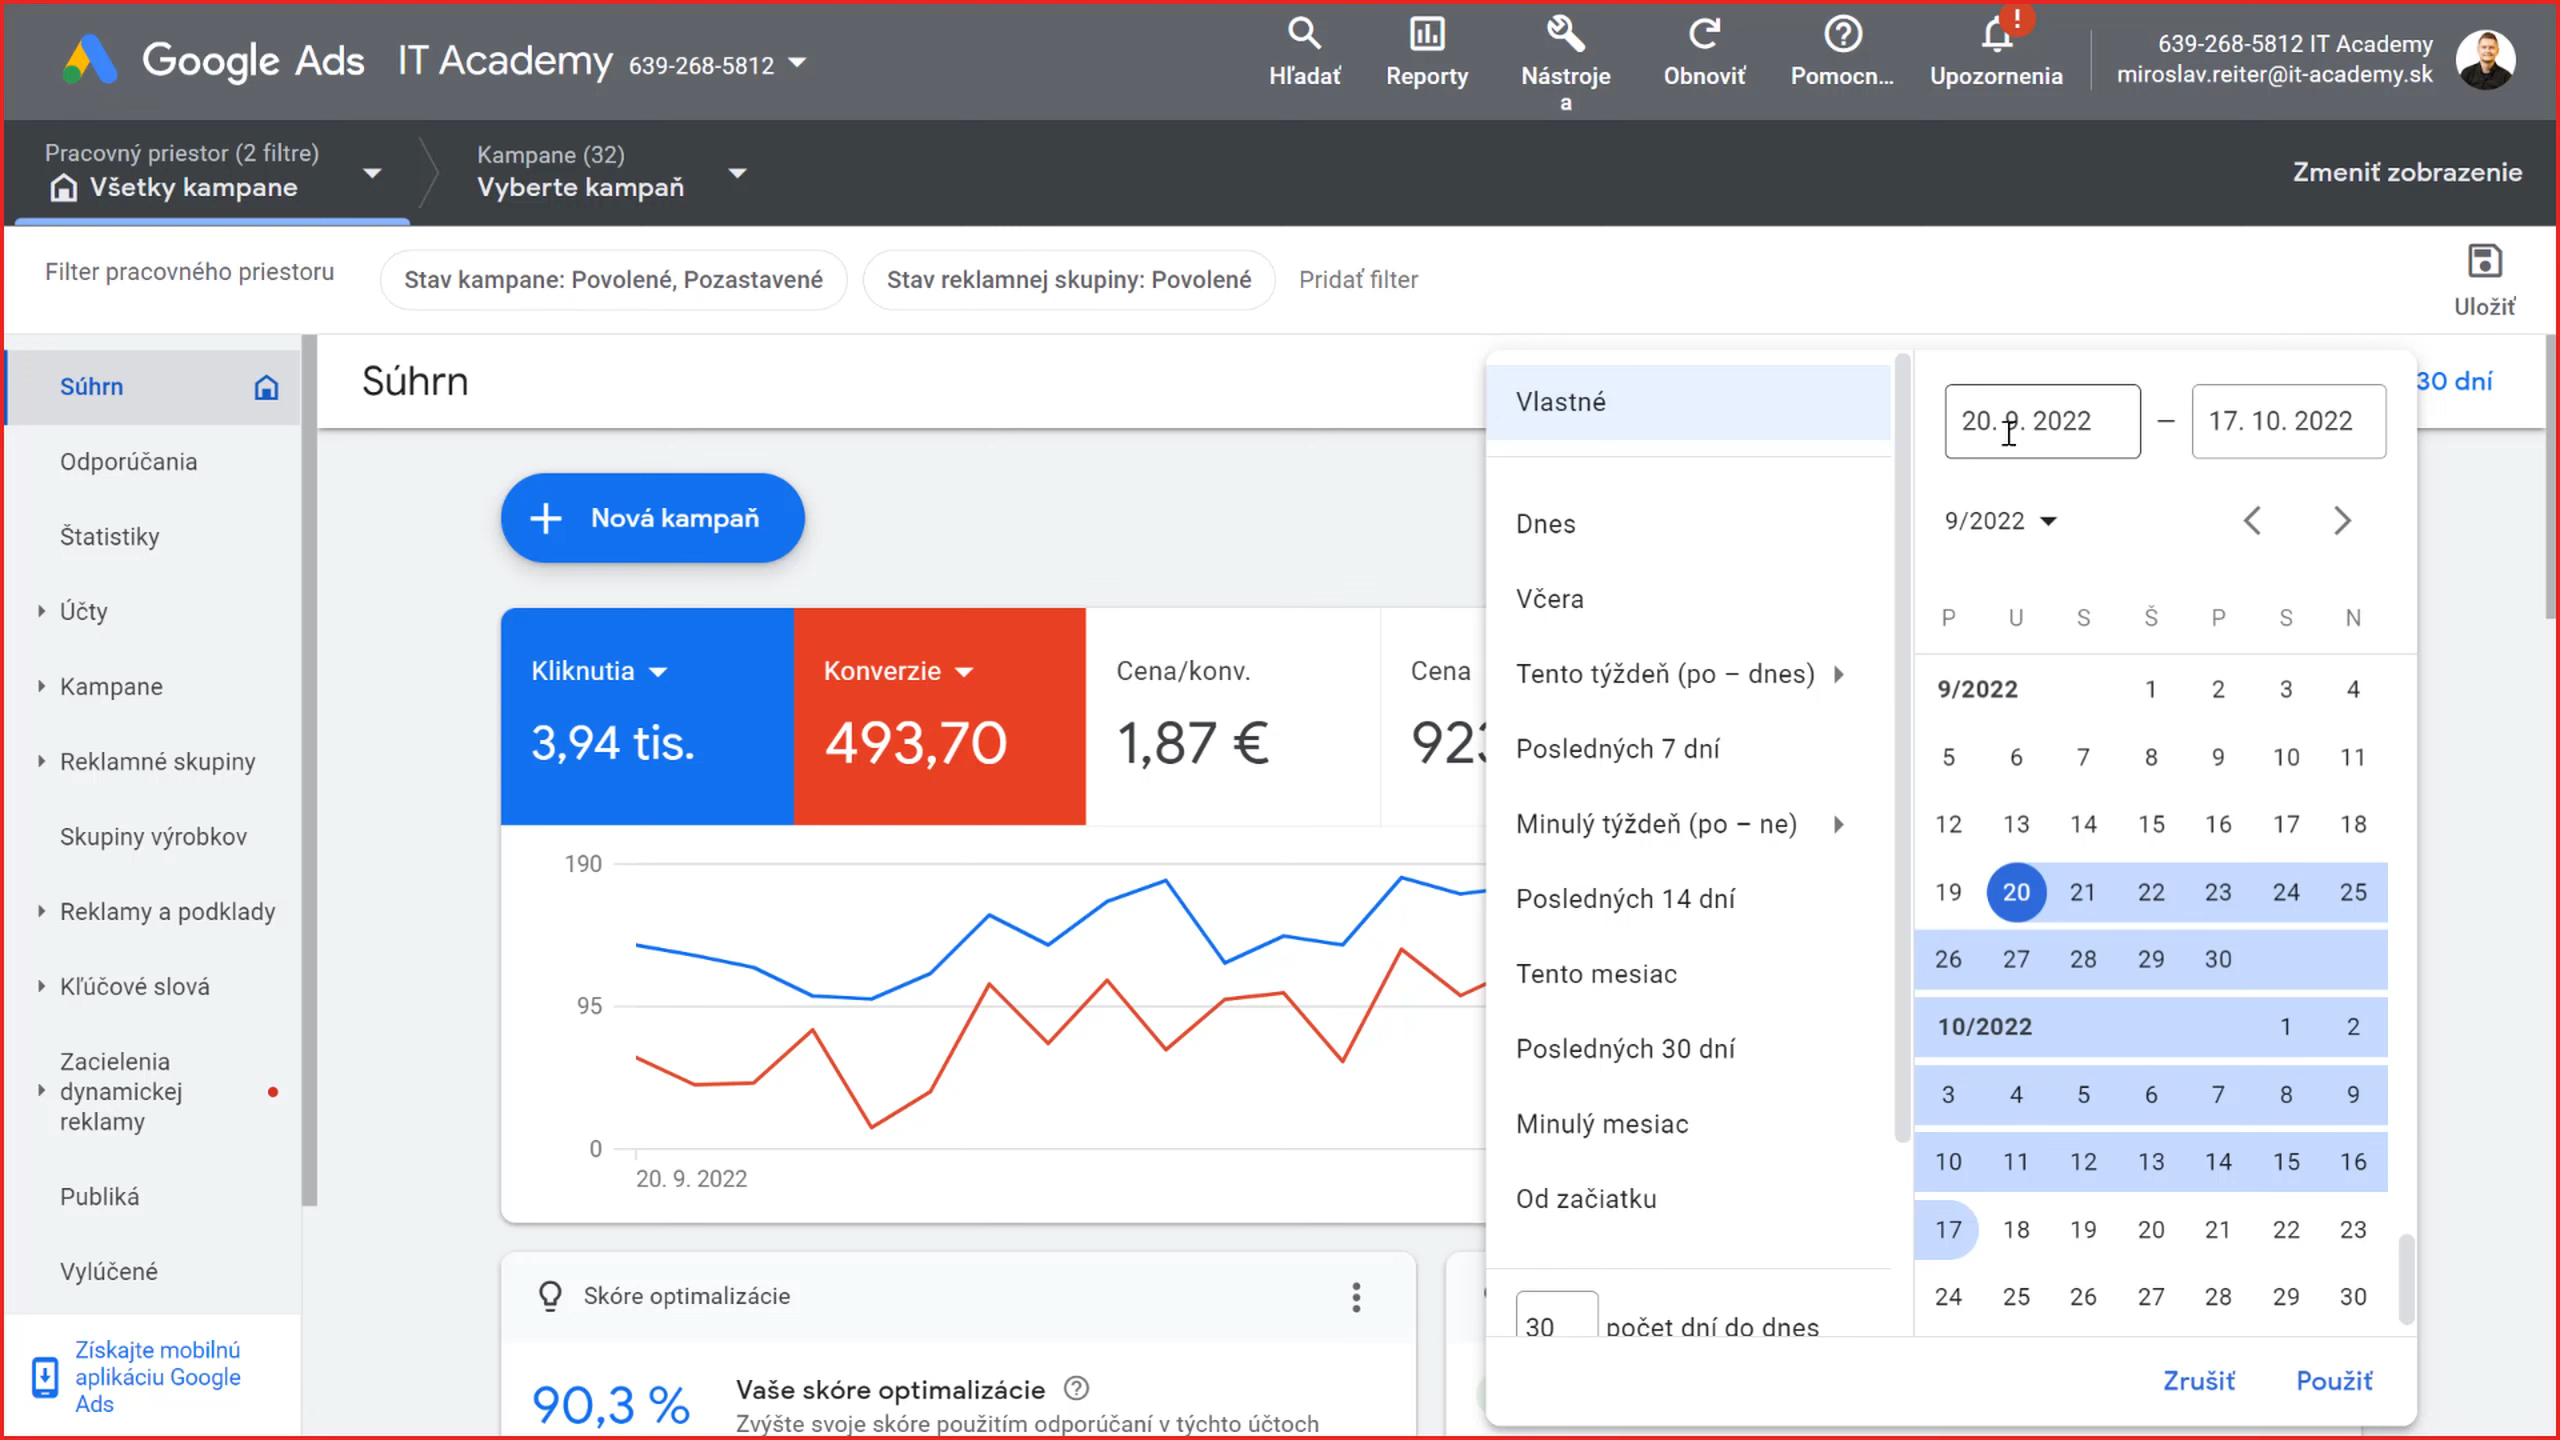 Google Ads IT Academy 639-268-5812
Hľadať
Reporty
Nástroje
a
Obnoviť
Pomocn...
!
Upozornenia
639-268-5812 IT Academy
miroslav.reiter@it-academy.sk
Pracovný priestor (2 filtre)
Všetky kampane
Kampane (32)
Vyberte kampaň
Zmeniť zobrazenie
Filter pracovného priestoru
Stav kampane: Povolené, Pozastavené
Stav reklamnej skupiny: Povolené
Pridať filter
Uložiť
Súhrn
Odporúčania
Štatistiky
Účty
Kampane
Reklamné skupiny
Skupiny výrobkov
Reklamy a podklady
Kľúčové slová
Zacielenia
dynamickej
reklamy
Publiká
Vylúčené
Získajte mobilnú
aplikáciu Google
Ads
Súhrn
30 dní
Nová kampaň
Kliknutia
3,94 tis.
Konverzie
493,70
Cena/konv.
1,87 €
Cena
190
95
0
20. 9. 2022
Skóre optimalizácie
90,3 %
Vaše skóre optimalizácie
Zvýšte svoje skóre použitím odporúčaní v týchto účtoch
Vlastné
Dnes
Včera
Tento týždeň (po – dnes)
Posledných 7 dní
Minulý týždeň (po – ne)
Posledných 14 dní
Tento mesiac
Posledných 30 dní
Minulý mesiac
Od začiatku
30 počet dní do dnes
20. 9. 2022 – 17. 10. 2022
9/2022
P U S Š P S N
9/2022 1 2 3 4
5 6 7 8 9 10 11
12 13 14 15 16 17 18
19 20 21 22 23 24 25
26 27 28 29 30
10/2022 1 2
3 4 5 6 7 8 9
10 11 12 13 14 15 16
17 18 19 20 21 22 23
24 25 26 27 28 29 30
Zrušiť
Použiť